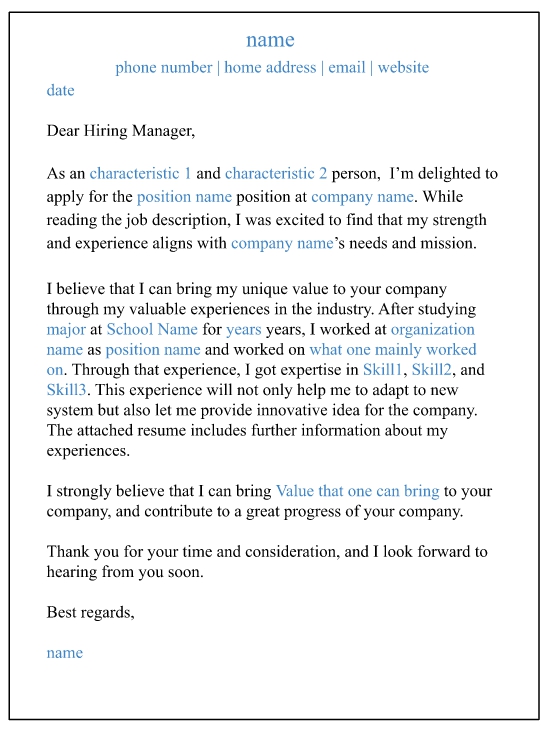 name
phone number | home address | email | website
date
Dear Hiring Manager,
As an characteristic 1 and characteristic 2 person, I’m delighted to
apply for the position name position at company name. While
reading the job description, I was excited to find that my strength
and experience aligns with company name’s needs and mission.
I believe that I can bring my unique value to your company
through my valuable experiences in the industry. After studying
major at School Name for years years, I worked at organization
name as position name and worked on what one mainly worked
on. Through that experience, I got expertise in Skill1, Skill2, and
Skill3. This experience will not only help me to adapt to new
system but also let me provide innovative idea for the company.
The attached resume includes further information about my
experiences.
I strongly believe that I can bring Value that one can bring to your
company, and contribute to a great progress of your company.
Thank you for your time and consideration, and I look forward to
hearing from you soon.
Best regards,
name